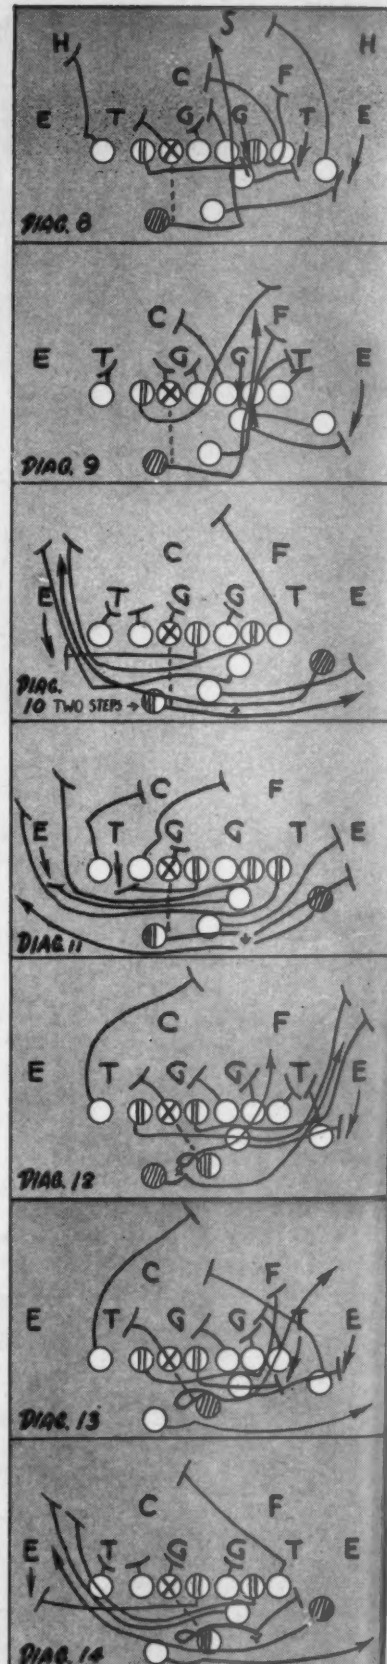 S
H F H
C
E T G G T E
DIAG. 8
C F
E T G G T E
DIAG. 9
C F
E T G G T E
DIAG.
10 TWO STEPS→
C F
E T G G T E
DIAG. 11
C F
E T G G T E
DIAG. 12
C F
E T G G T E
DIAG. 13
C F
E T G G T E
DIAG. 14